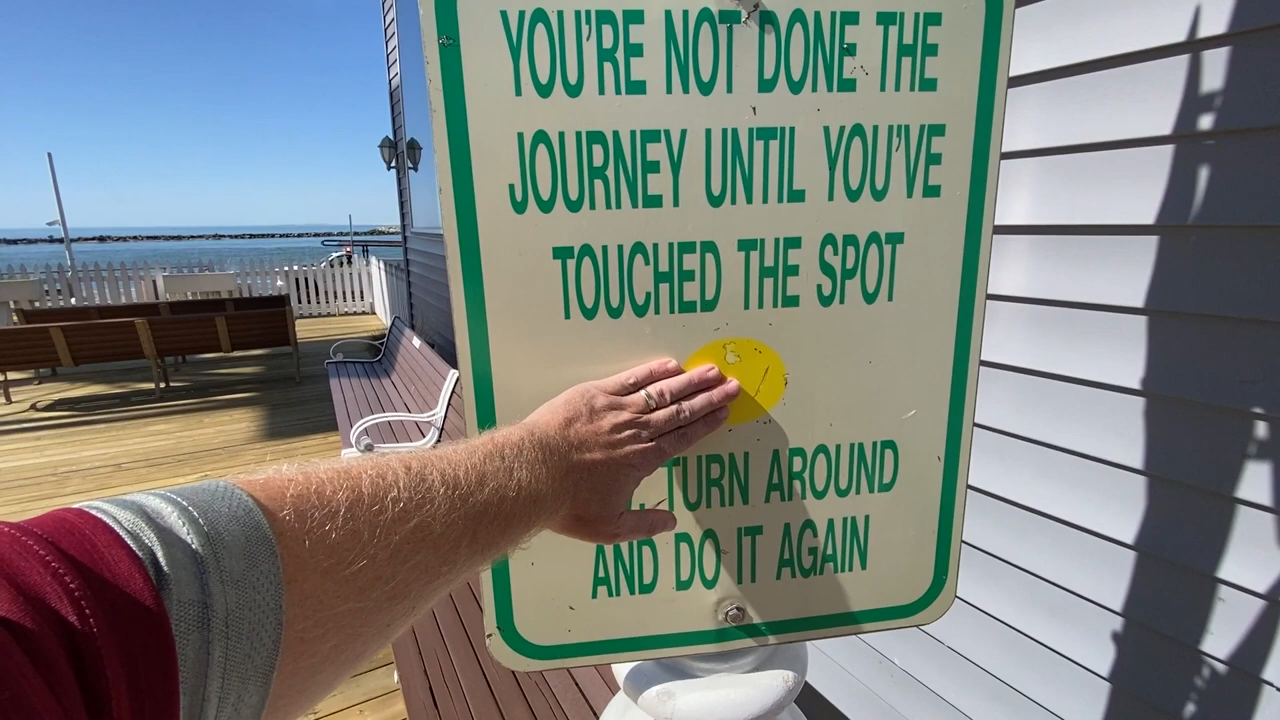 YOU'RE NOT DONE THE
JOURNEY UNTIL YOU'VE
TOUCHED THE SPOT
, TURN AROUND
AND DO IT AGAIN